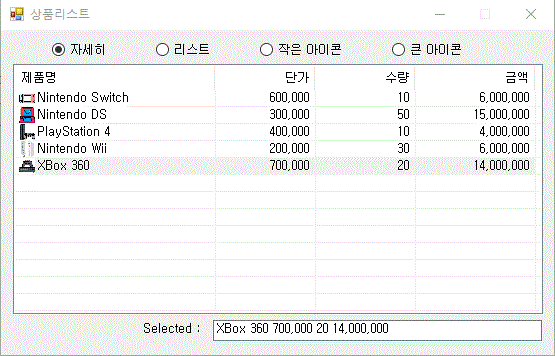 상품리스트
자세히 리스트 작은 아이콘 큰 아이콘
제품명 단가 수량 금액
Nintendo Switch 600,000 10 6,000,000
Nintendo DS 300,000 50 15,000,000
PlayStation 4 400,000 10 4,000,000
Nintendo Wii 200,000 30 6,000,000
XBox 360 700,000 20 14,000,000
Selected : XBox 360 700,000 20 14,000,000